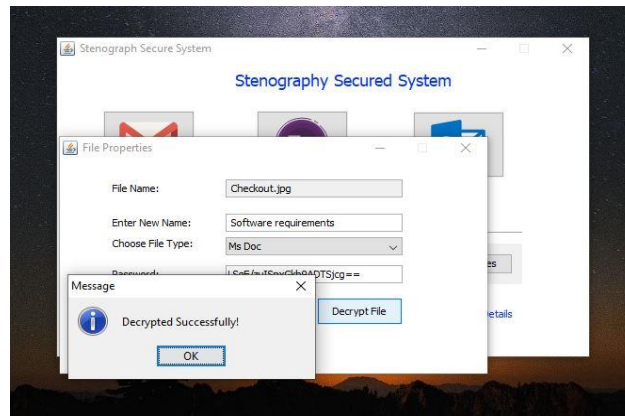 Stenograph Secure System
Stenography Secured System
File Properties
File Name:
Checkout.jpg
Enter New Name:
Software requirements
Choose File Type:
Ms Doc
Decrypt File
Message
Decrypted Successfully!
OK